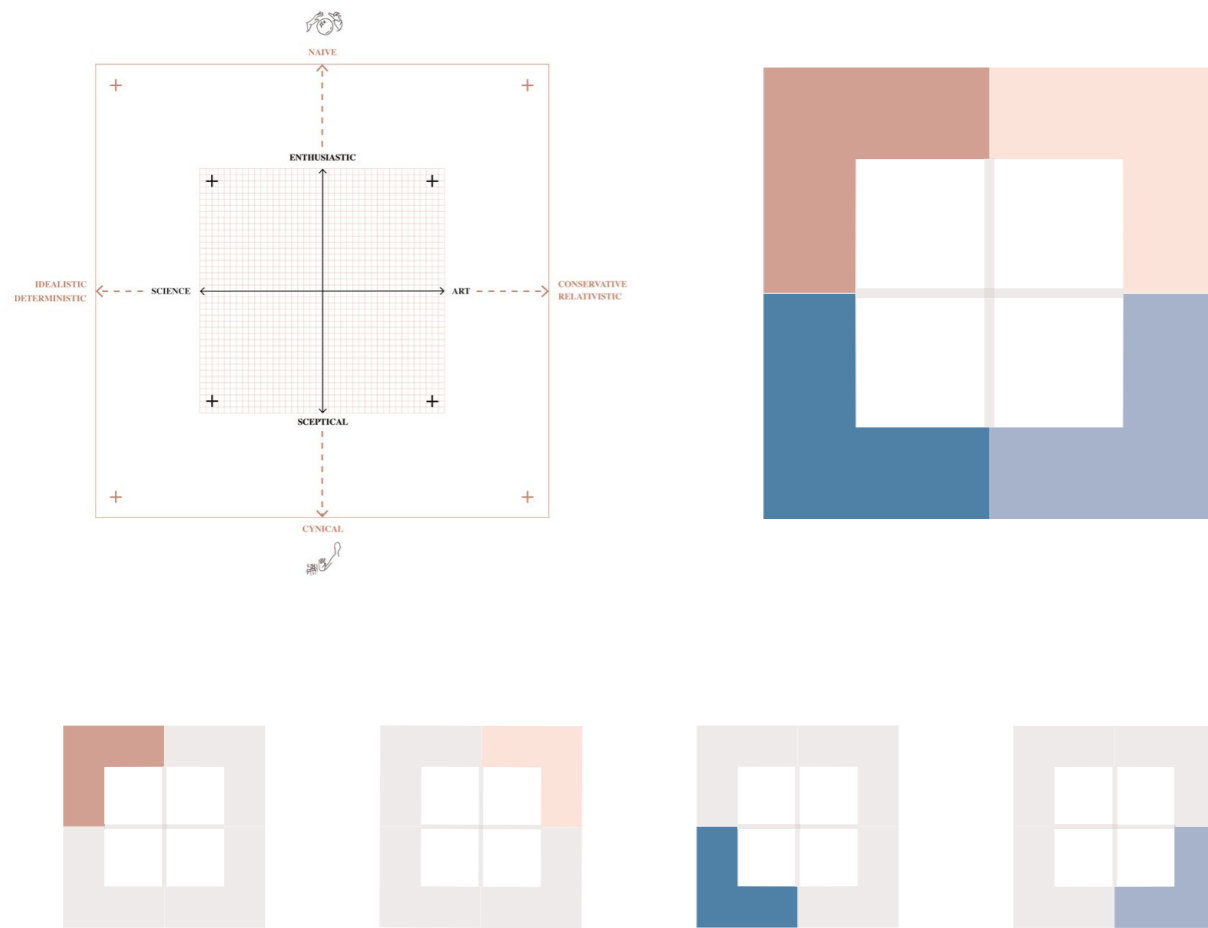 NAIVE
ENTHUSIASTIC
IDEALISTIC
DETERMINISTIC
SCIENCE
ART
CONSERVATIVE
RELATIVISTIC
SCEPTICAL
CYNICAL